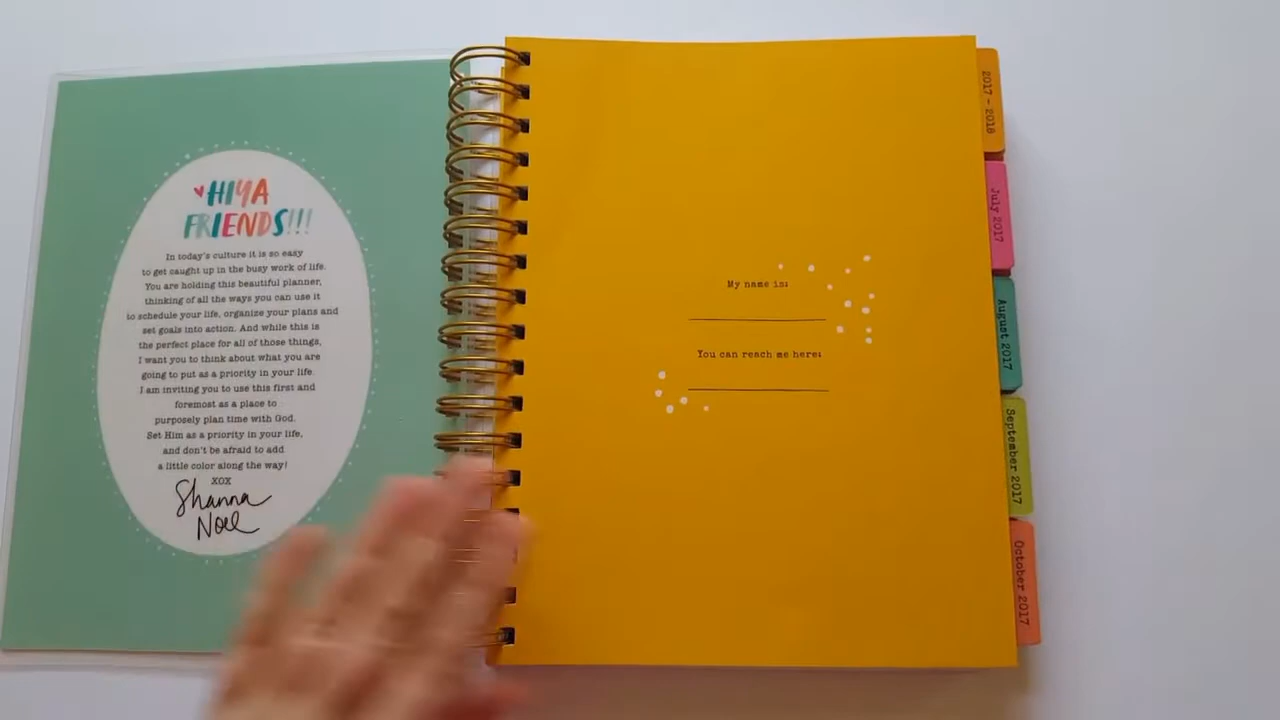 HIYA
FRIENDS!!!
In today's culture it is so easy
to get caught up in the busy work of life.
You are holding this beautiful planner,
thinking of all the ways you can use it
to schedule your life, organize your plans and
set goals into action. And while this is
the perfect place for all of those things,
I want you to think about what you are
going to put as a priority in your life.
I am inviting you to use this first and
foremost as a place to
purposely plan time with God.
Set Him as a priority in your life,
and don't be afraid to add
a little color along the way!
XOX
Shanna
Noel
My name is:
You can reach me here:
2017 - 2018
July 2017
August 2017
September 2017
October 2017